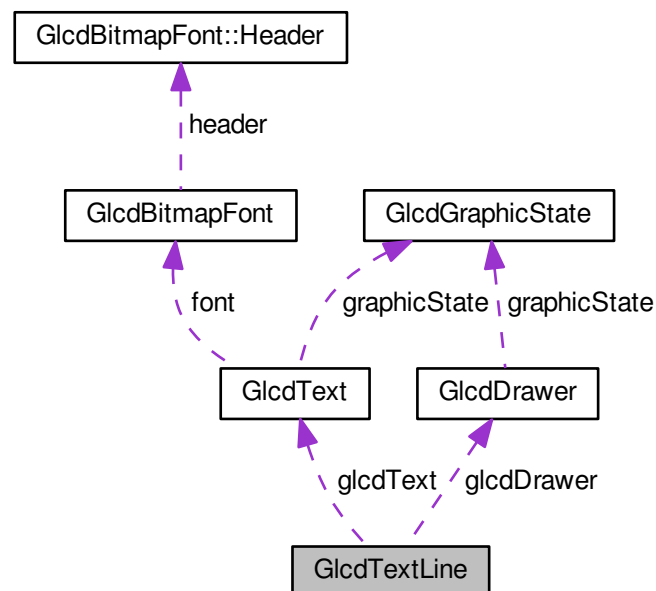 GlcdBitmapFont::Header
header
GlcdBitmapFont
GlcdGraphicState
font
graphicState
graphicState
GlcdText
GlcdDrawer
glcdText
glcdDrawer
GlcdTextLine